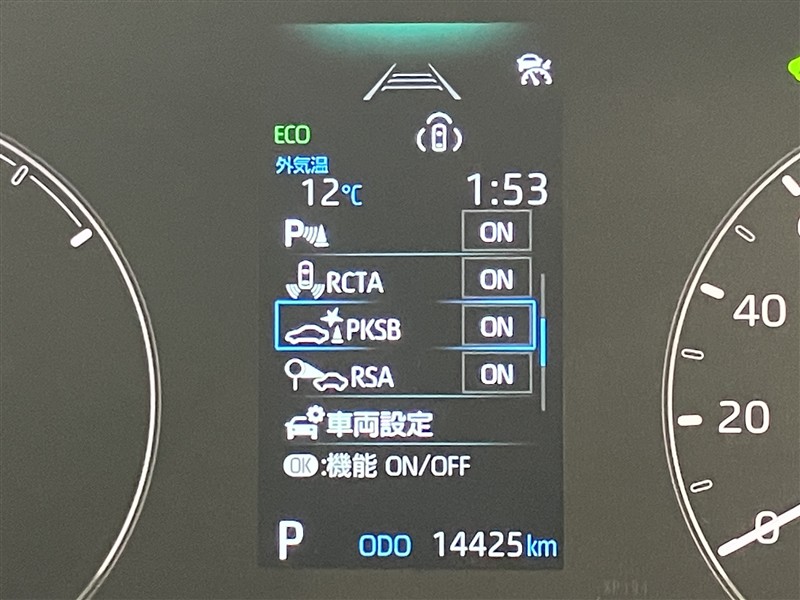 ECO
外気温
12℃ 1:53
P ON
RCTA ON
PKSB ON
RSA ON
車両設定
OK:機能 ON/OFF
P ODO 14425km
40
20
0